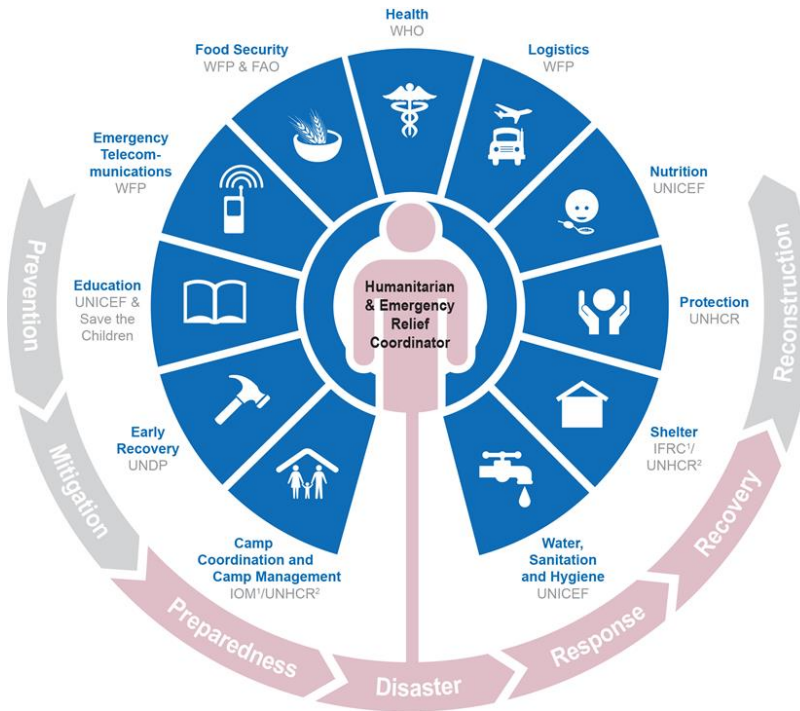 Health
WHO
Food Security
WFP & FAO
Logistics
WFP
Emergency
Telecom-
munications
WFP
Nutrition
UNICEF
Education
UNICEF &
Save the
Children
Protection
UNHCR
Humanitarian
& Emergency
Relief
Coordinator
Early
Recovery
UNDP
Shelter
IFRC¹/
UNHCR²
Camp
Coordination and
Camp Management
IOM¹/UNHCR²
Water,
Sanitation
and Hygiene
UNICEF
Prevention
Mitigation
Preparedness
Disaster
Response
Recovery
Reconstruction